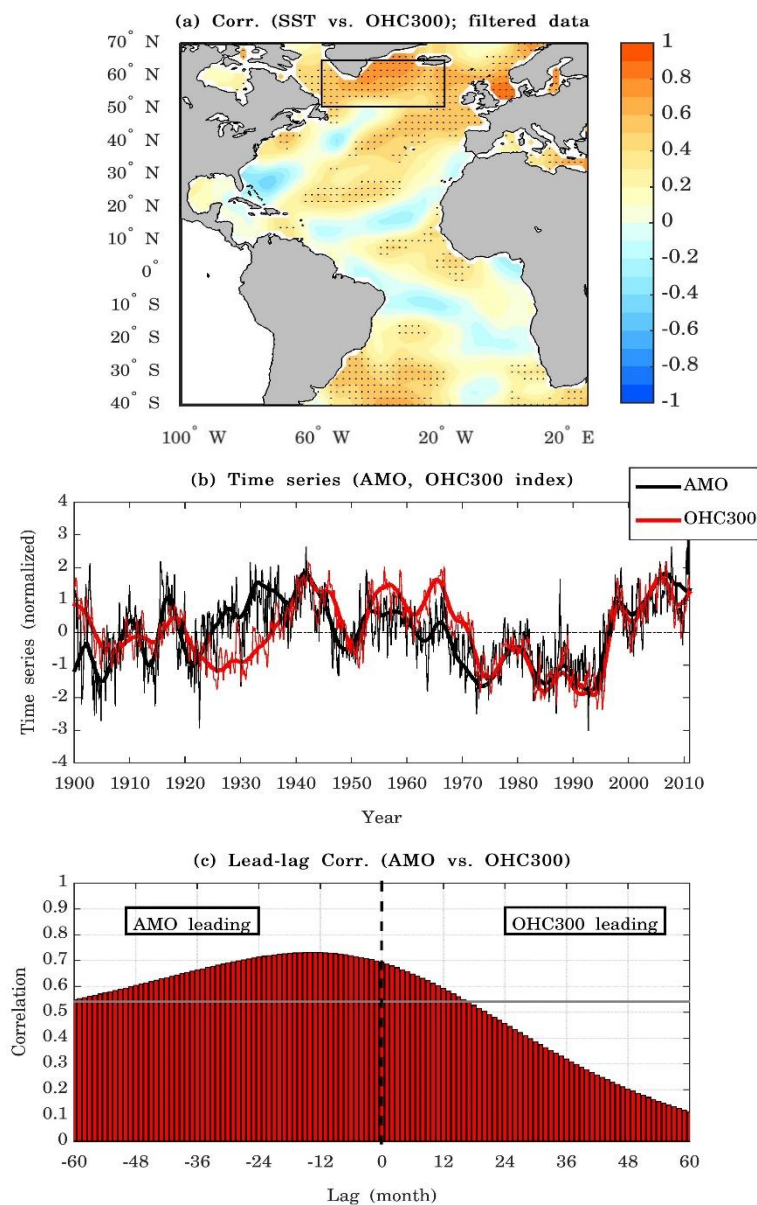 (a) Corr. (SST vs. OHC300); filtered data
70° N
60° N
50° N
40° N
30° N
20° N
10° N
0°
10° S
20° S
30° S
40° S
100° W 60° W 20° W 20° E
1
0.8
0.6
0.4
0.2
0
-0.2
-0.4
-0.6
-0.8
-1
(b) Time series (AMO, OHC300 index)
AMO
OHC300
Time series (normalized)
4
3
2
1
0
-1
-2
-3
-4
1900 1910 1920 1930 1940 1950 1960 1970 1980 1990 2000 2010
Year
(c) Lead-lag Corr. (AMO vs. OHC300)
AMO leading
OHC300 leading
Correlation
1
0.9
0.8
0.7
0.6
0.5
0.4
0.3
0.2
0.1
0
-60 -48 -36 -24 -12 0 12 24 36 48 60
Lag (month)